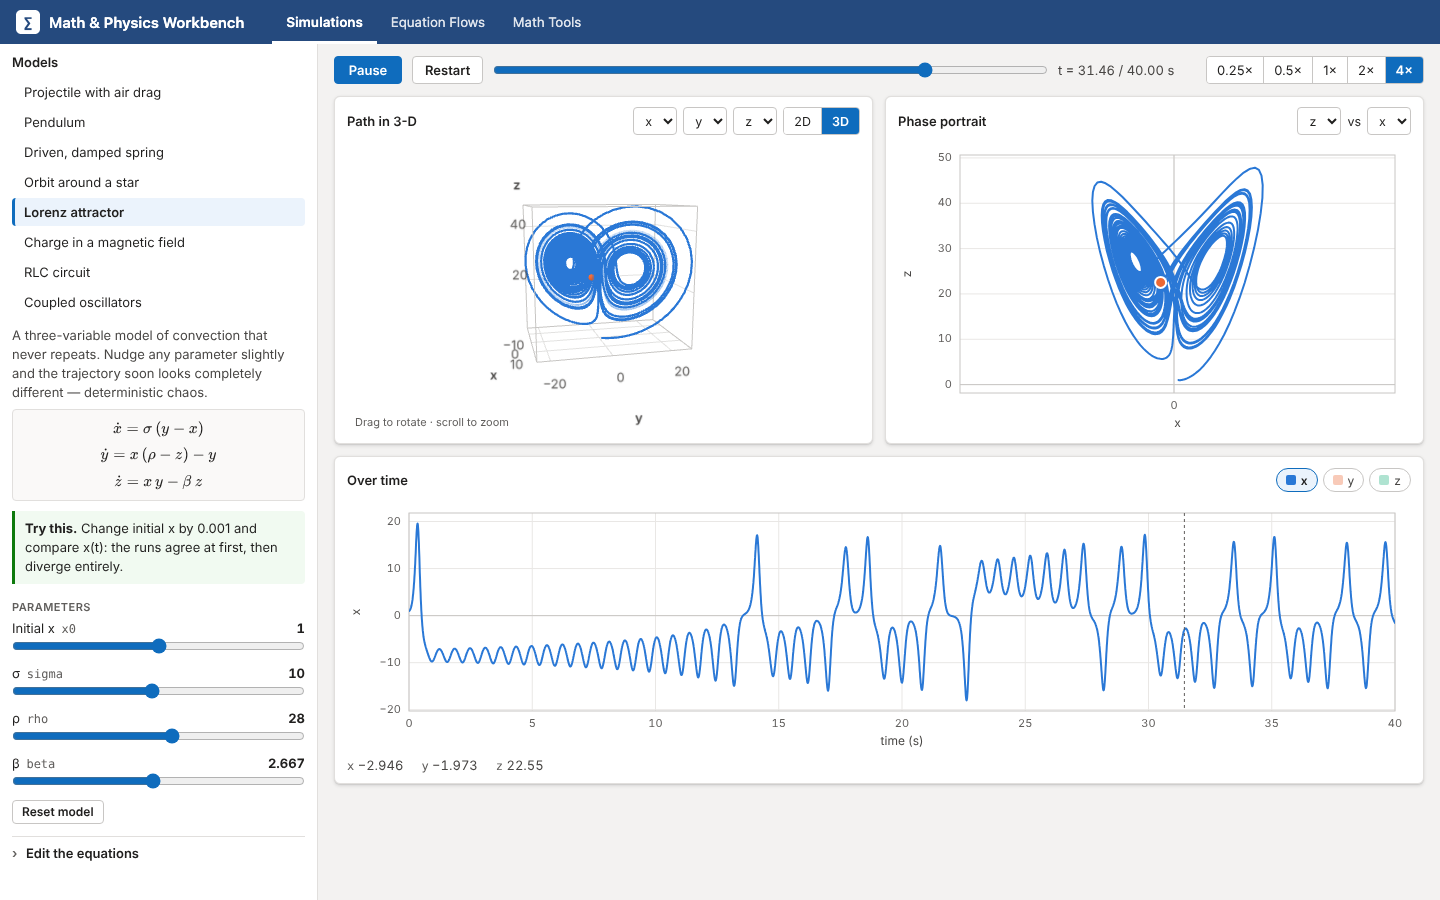 ∑ Math & Physics Workbench Simulations Equation Flows Math Tools
Models
Projectile with air drag
Pendulum
Driven, damped spring
Orbit around a star
Lorenz attractor
Charge in a magnetic field
RLC circuit
Coupled oscillators
A three-variable model of convection that
never repeats. Nudge any parameter slightly
and the trajectory soon looks completely
different — deterministic chaos.
ẋ = σ (y − x)
ẏ = x (ρ − z) − y
ż = x y − β z
Try this. Change initial x by 0.001 and
compare x(t): the runs agree at first, then
diverge entirely.
PARAMETERS
Initial x x0 1
σ sigma 10
ρ rho 28
β beta 2.667
Reset model
› Edit the equations
Pause Restart t = 31.46 / 40.00 s 0.25× 0.5× 1× 2× 4×
Path in 3-D x y z 2D 3D
z
40
20
−10
0
10
x
−20 0 20
y
Drag to rotate · scroll to zoom
Phase portrait z vs x
50
40
30
20
10
0
z
0
x
Over time x y z
20
10
0
−10
−20
x
0 5 10 15 20 25 30 35 40
time (s)
x −2.946 y −1.973 z 22.55